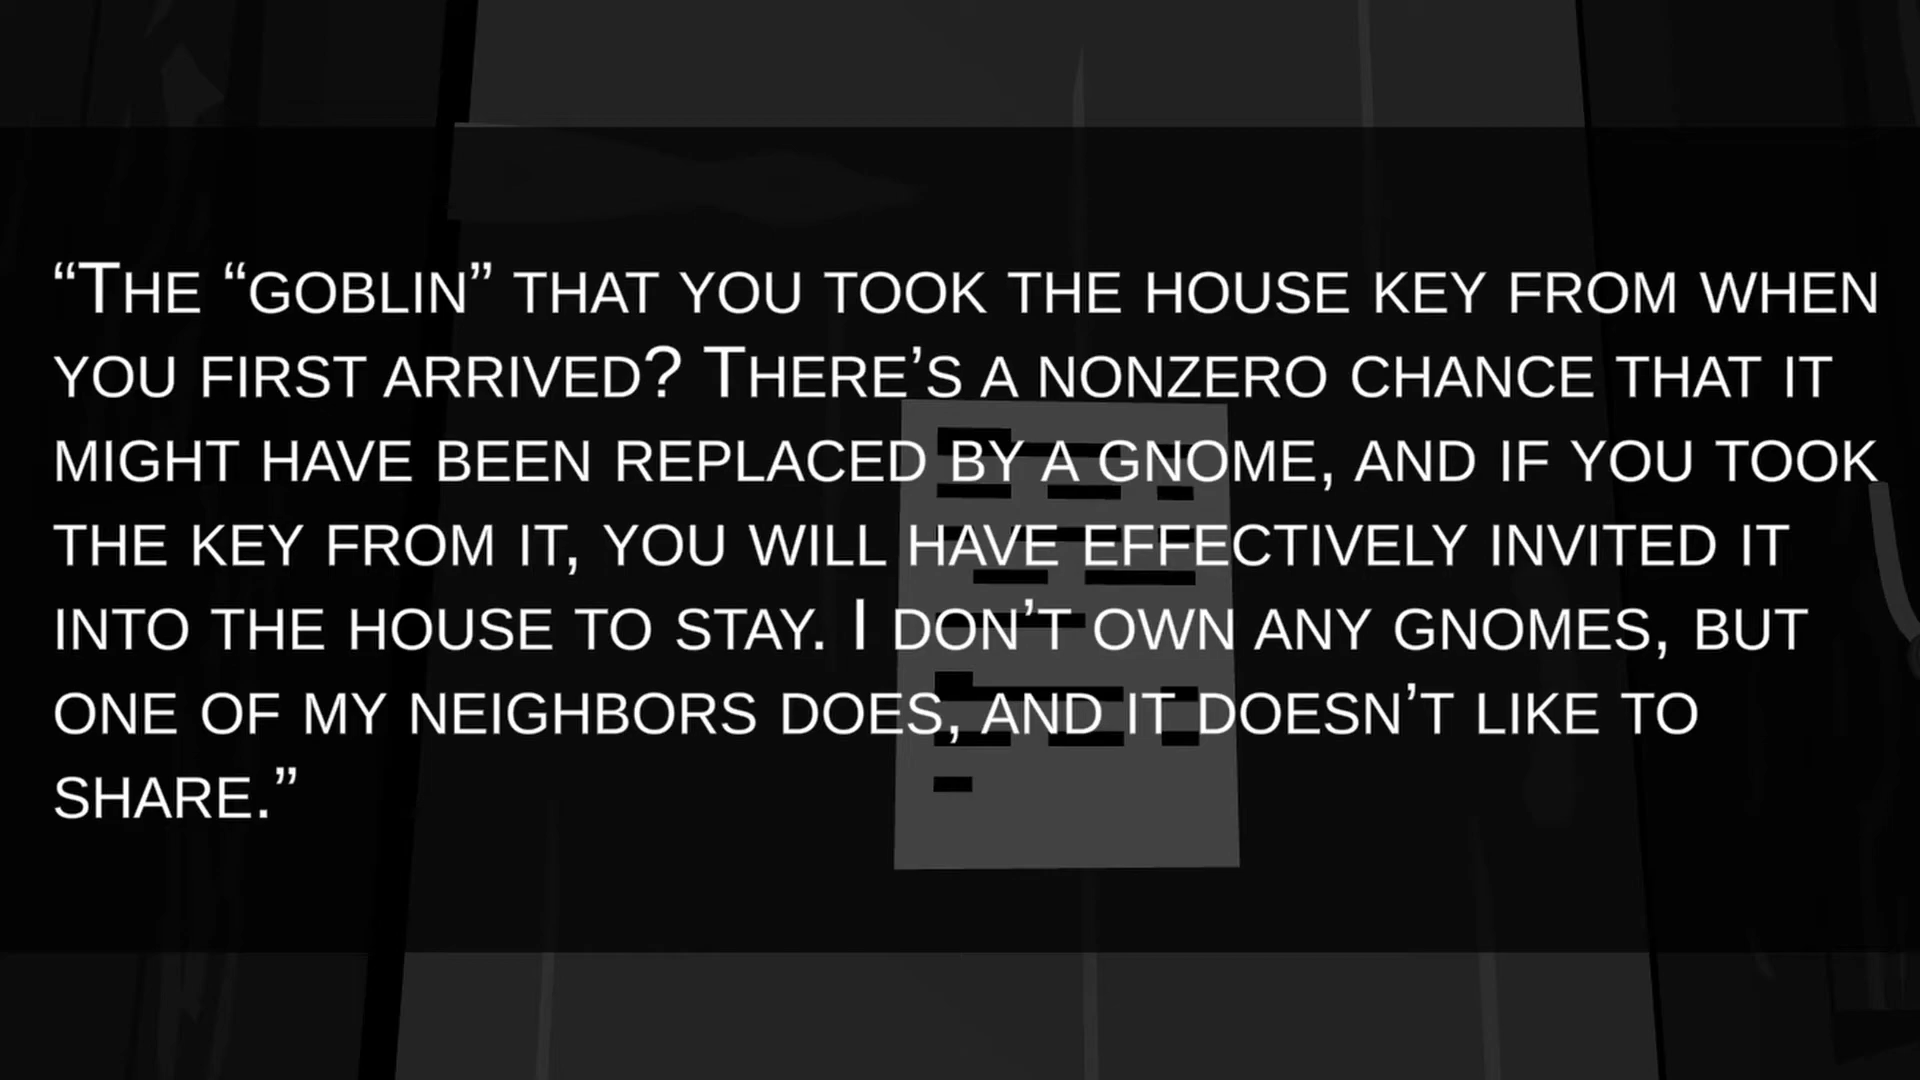 “The “goblin” that you took the house key from when
you first arrived? There’s a nonzero chance that it
might have been replaced by a gnome, and if you took
the key from it, you will have effectively invited it
into the house to stay. I don’t own any gnomes, but
one of my neighbors does, and it doesn’t like to
share.”